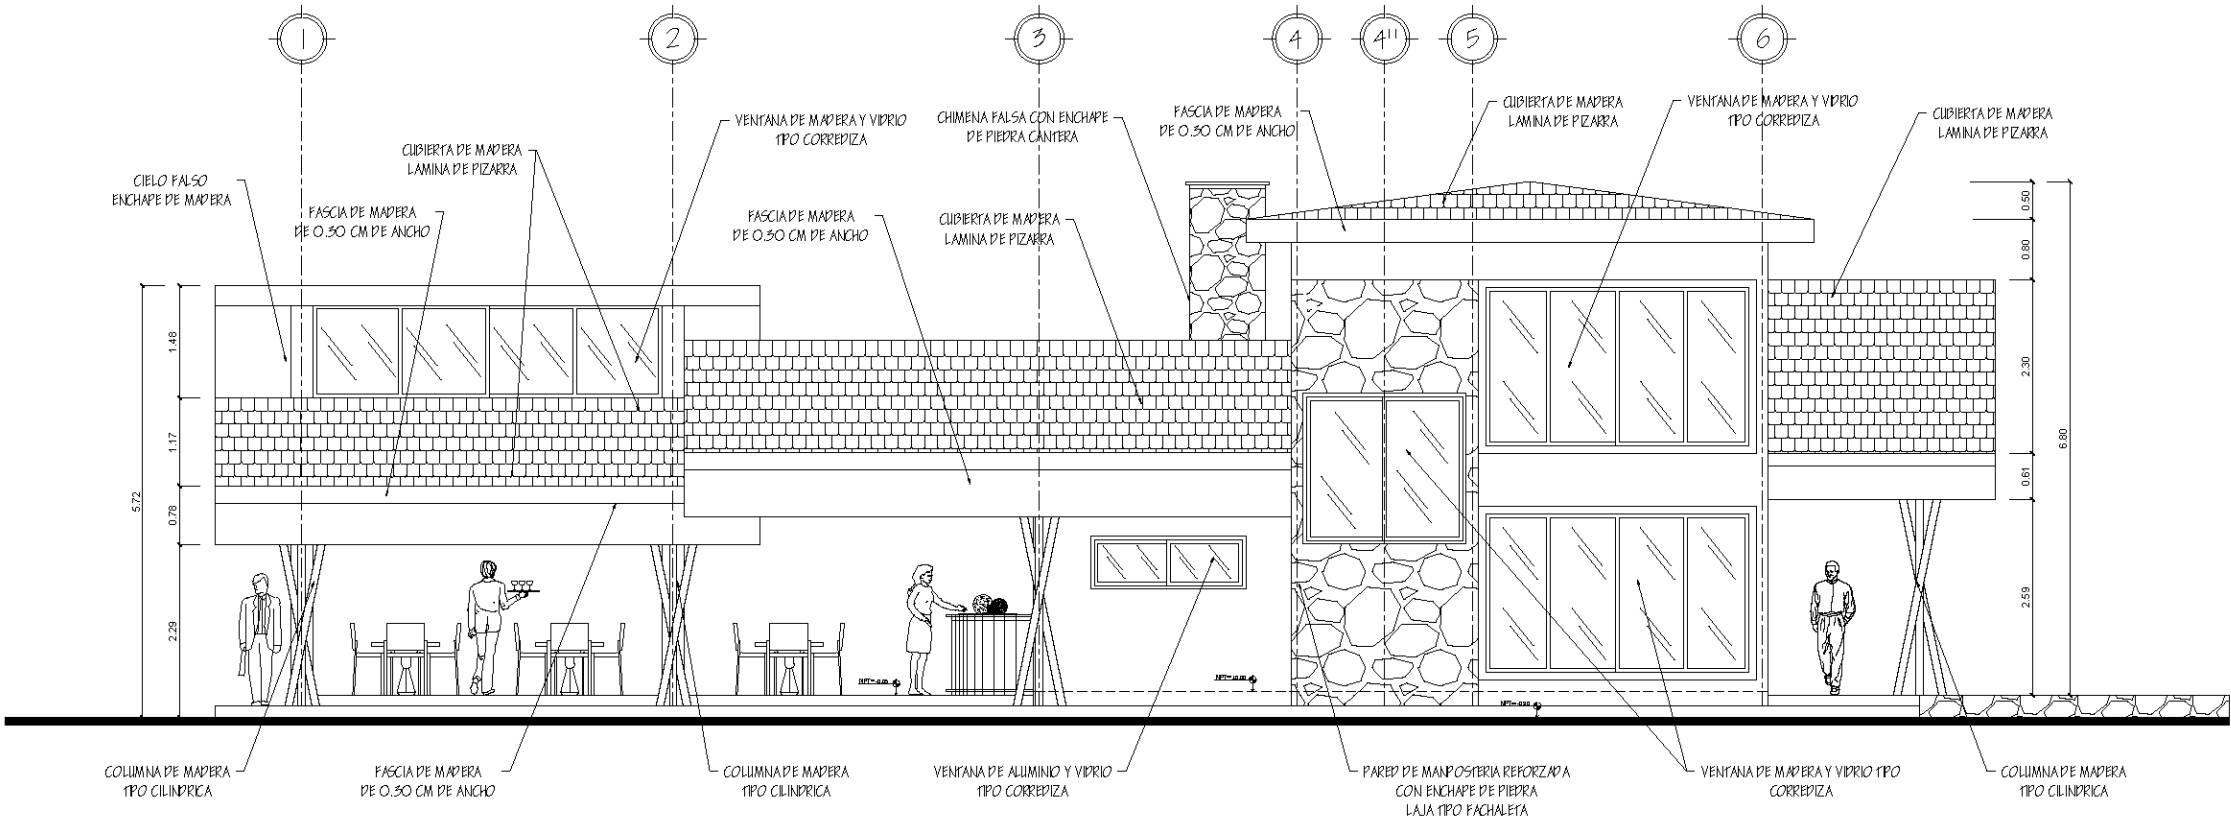 1
2
3
4
4"
5
6
CIELO FALSO
ENCHAPE DE MADERA
FASCIA DE MADERA
DE 0.30 CM DE ANCHO
CUBIERTA DE MADERA
LAMINA DE PIZARRA
VENTANA DE MADERA Y VIDRIO
TIPO CORREDIZA
FASCIA DE MADERA
DE 0.30 CM DE ANCHO
CHIMENA FALSA CON ENCHAPE
DE PIEDRA CANTERA
CUBIERTA DE MADERA
LAMINA DE PIZARRA
FASCIA DE MADERA
DE 0.30 CM DE ANCHO
CUBIERTA DE MADERA
LAMINA DE PIZARRA
VENTANA DE MADERA Y VIDRIO
TIPO CORREDIZA
CUBIERTA DE MADERA
LAMINA DE PIZARRA
5.72
1.48
1.17
0.78
2.29
0.50
0.80
2.30
0.61
2.59
6.80
COLUMNA DE MADERA
TIPO CILINDRICA
FASCIA DE MADERA
DE 0.30 CM DE ANCHO
COLUMNA DE MADERA
TIPO CILINDRICA
VENTANA DE ALUMINIO Y VIDRIO
TIPO CORREDIZA
PARED DE MANPOSTERIA REFORZADA
CON ENCHAPE DE PIEDRA
LAJA TIPO FACHALETA
VENTANA DE MADERA Y VIDRIO TIPO
CORREDIZA
COLUMNA DE MADERA
TIPO CILINDRICA